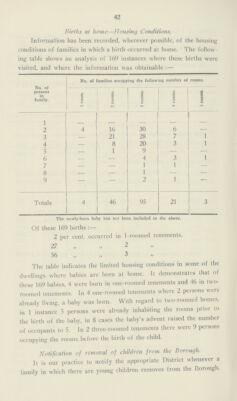 42
Births at home—Housing Conditions.
Information has been recorded, wherever possible, of the housing
conditions of families in which a birth occurred at home. The follow-
ing table shows an analysis of 169 instances where these births were
visited, and where the information was obtainable:—
No. of persons in family. No. of families occupying the following number of rooms.
1 room. 2 rooms. 3 rooms. 4 rooms. 5 rooms.
1 — — — — —
2 4 16 30 6 —
3 — 21 28 7 1
4 — 8 20 3 1
5 — 1 9 — —
6 — — 4 3 1
7 — — 1 1 —
8 — — 1 — —
9 — — 2 1 —
Totals 4 46 95 21 3
The newly-born baby has not been included in the above.
Of these 169 births:—
2 per cent. occurred in 1-roomed tenements.
27 „ „ 2 „
56 „ „ 3 „
The table indicates the limited housing conditions in some of the
dwellings where babies are born at home. It demonstrates that of
these 169 babies, 4 were born in one-roomed tenements and 46 in two-
roomed tenements. In 4 one-roomed tenements where 2 persons were
already living, a baby was born. With regard to two-roomed homes,
in 1 instance 5 persons were already inhabiting the rooms prior to
the birth of the baby, in 8 cases the baby's advent raised the number
of occupants to 5. In 2 three-roomed tenements there were 9 persons
occupying the rooms before the birth of the child.
Notification of removal of children from the Borough.
It is our practice to notify the appropriate District whenever a
family in which there are young children removes from the Borough.